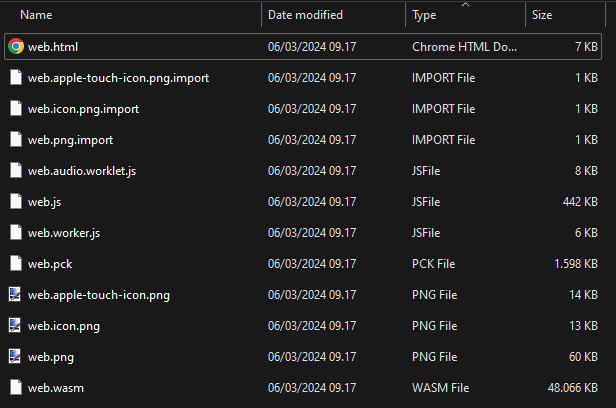 Name Date modified Type Size
web.html 06/03/2024 09.17 Chrome HTML Do... 7 KB
web.apple-touch-icon.png.import 06/03/2024 09.17 IMPORT File 1 KB
web.icon.png.import 06/03/2024 09.17 IMPORT File 1 KB
web.png.import 06/03/2024 09.17 IMPORT File 1 KB
web.audio.worklet.js 06/03/2024 09.17 JSFile 8 KB
web.js 06/03/2024 09.17 JSFile 442 KB
web.worker.js 06/03/2024 09.17 JSFile 6 KB
web.pck 06/03/2024 09.17 PCK File 1.598 KB
web.apple-touch-icon.png 06/03/2024 09.17 PNG File 14 KB
web.icon.png 06/03/2024 09.17 PNG File 13 KB
web.png 06/03/2024 09.17 PNG File 60 KB
web.wasm 06/03/2024 09.17 WASM File 48.066 KB